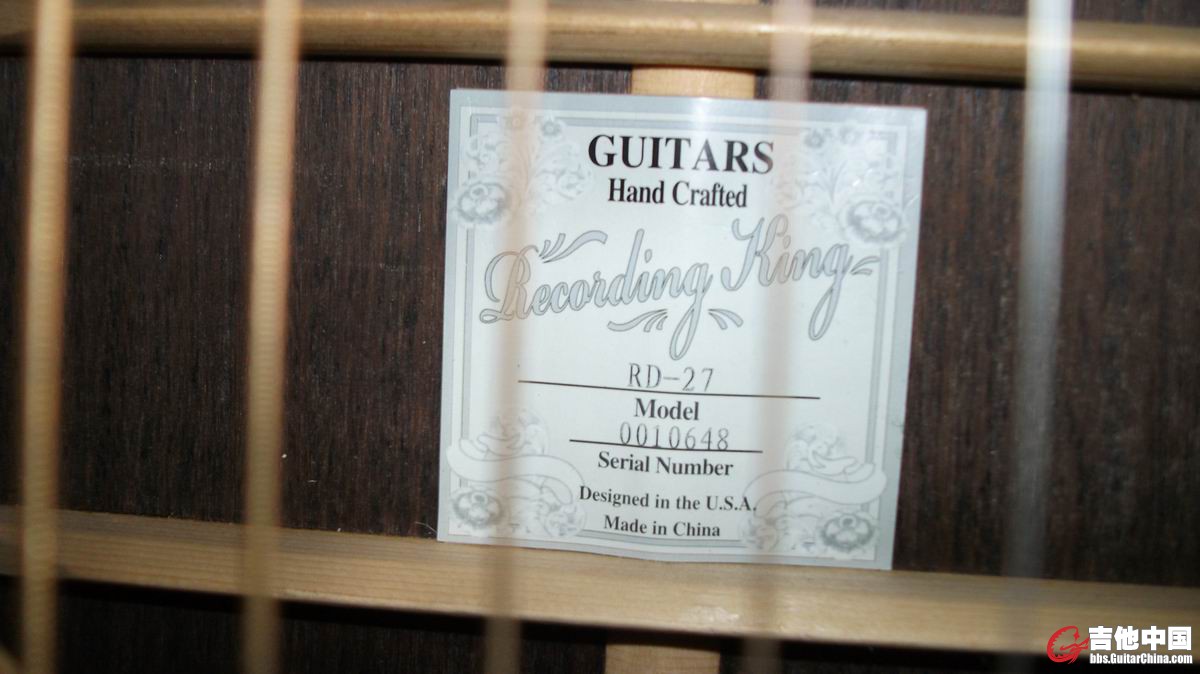 GUITARS
Hand Crafted
Recording King
RD-27
Model
0010648
Serial Number
Designed in the U.S.A.
Made in China
吉他中国
bbs.GuitarChina.com